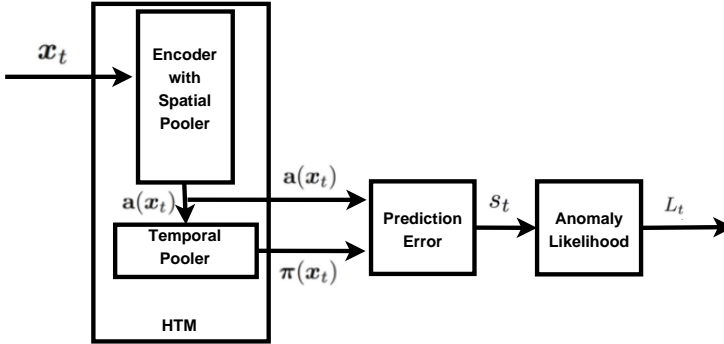 x_t
Encoder
with
Spatial
Pooler
a(x_t)
a(x_t)
Temporal
Pooler
π(x_t)
HTM
Prediction
Error
s_t
Anomaly
Likelihood
L_t